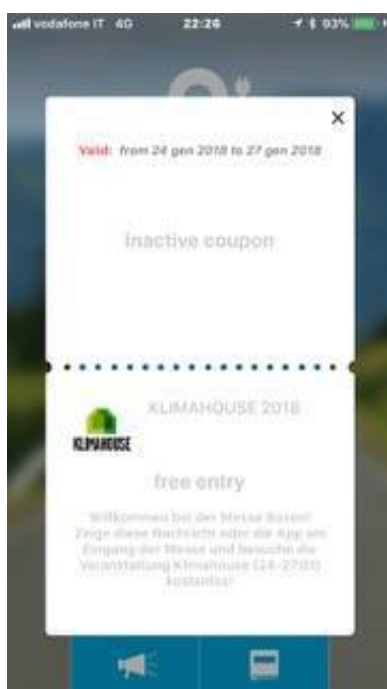 vodafone IT 4G 22:26 93%
Valid: from 24 gen 2018 to 27 gen 2018
Inactive coupon
KLIMAHOUSE 2018
KLIMAHOUSE
free entry
Willkommen bei der Messe Bozen!
Zeige diese Nachricht oder die App am
Eingang der Messe und besuche die
Veranstaltung Klimahouse (24-27.01)
kostenlos!